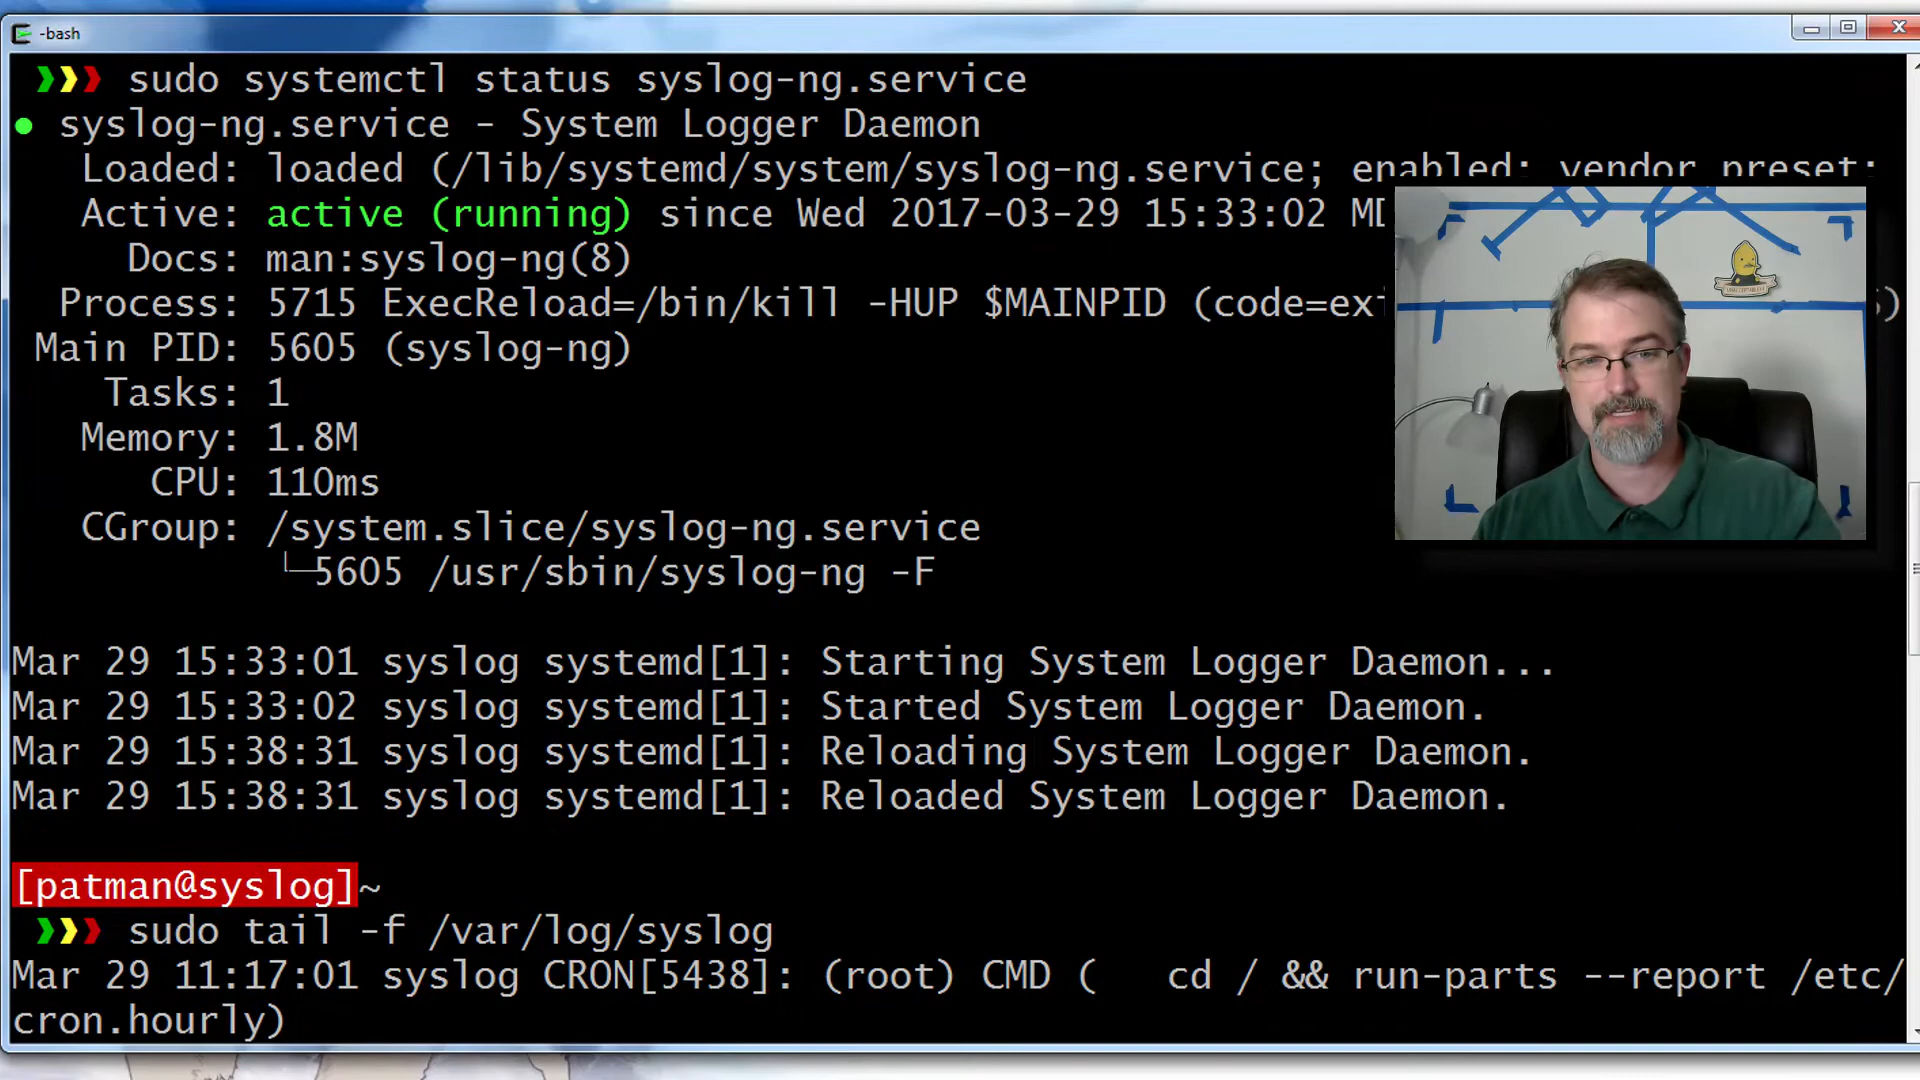 -bash
sudo systemctl status syslog-ng.service
● syslog-ng.service - System Logger Daemon
Loaded: loaded (/lib/systemd/system/syslog-ng.service; enabled; vendor preset:
Active: active (running) since Wed 2017-03-29 15:33:02 MD
Docs: man:syslog-ng(8)
Process: 5715 ExecReload=/bin/kill -HUP $MAINPID (code=exi
Main PID: 5605 (syslog-ng)
Tasks: 1
Memory: 1.8M
CPU: 110ms
CGroup: /system.slice/syslog-ng.service
└─5605 /usr/sbin/syslog-ng -F
Mar 29 15:33:01 syslog systemd[1]: Starting System Logger Daemon...
Mar 29 15:33:02 syslog systemd[1]: Started System Logger Daemon.
Mar 29 15:38:31 syslog systemd[1]: Reloading System Logger Daemon.
Mar 29 15:38:31 syslog systemd[1]: Reloaded System Logger Daemon.
[patman@syslog]~
sudo tail -f /var/log/syslog
Mar 29 11:17:01 syslog CRON[5438]: (root) CMD (   cd / && run-parts --report /etc/
cron.hourly)